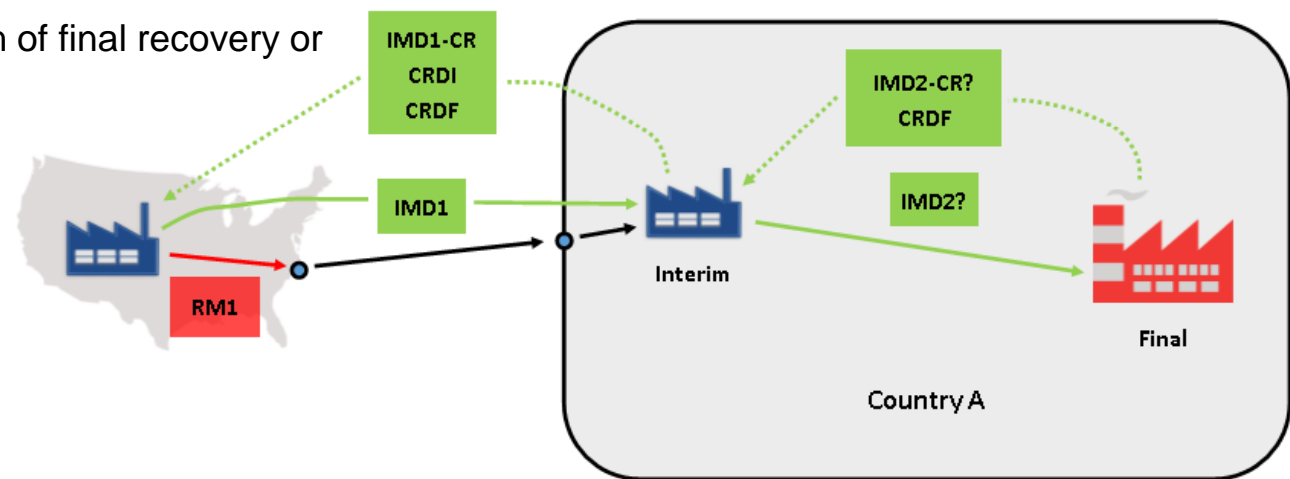 n of final recovery or
IMD1-CR
CRDI
CRDF
IMD2-CR?
CRDF
IMD1
IMD2?
Interim
RM1
Final
Country A